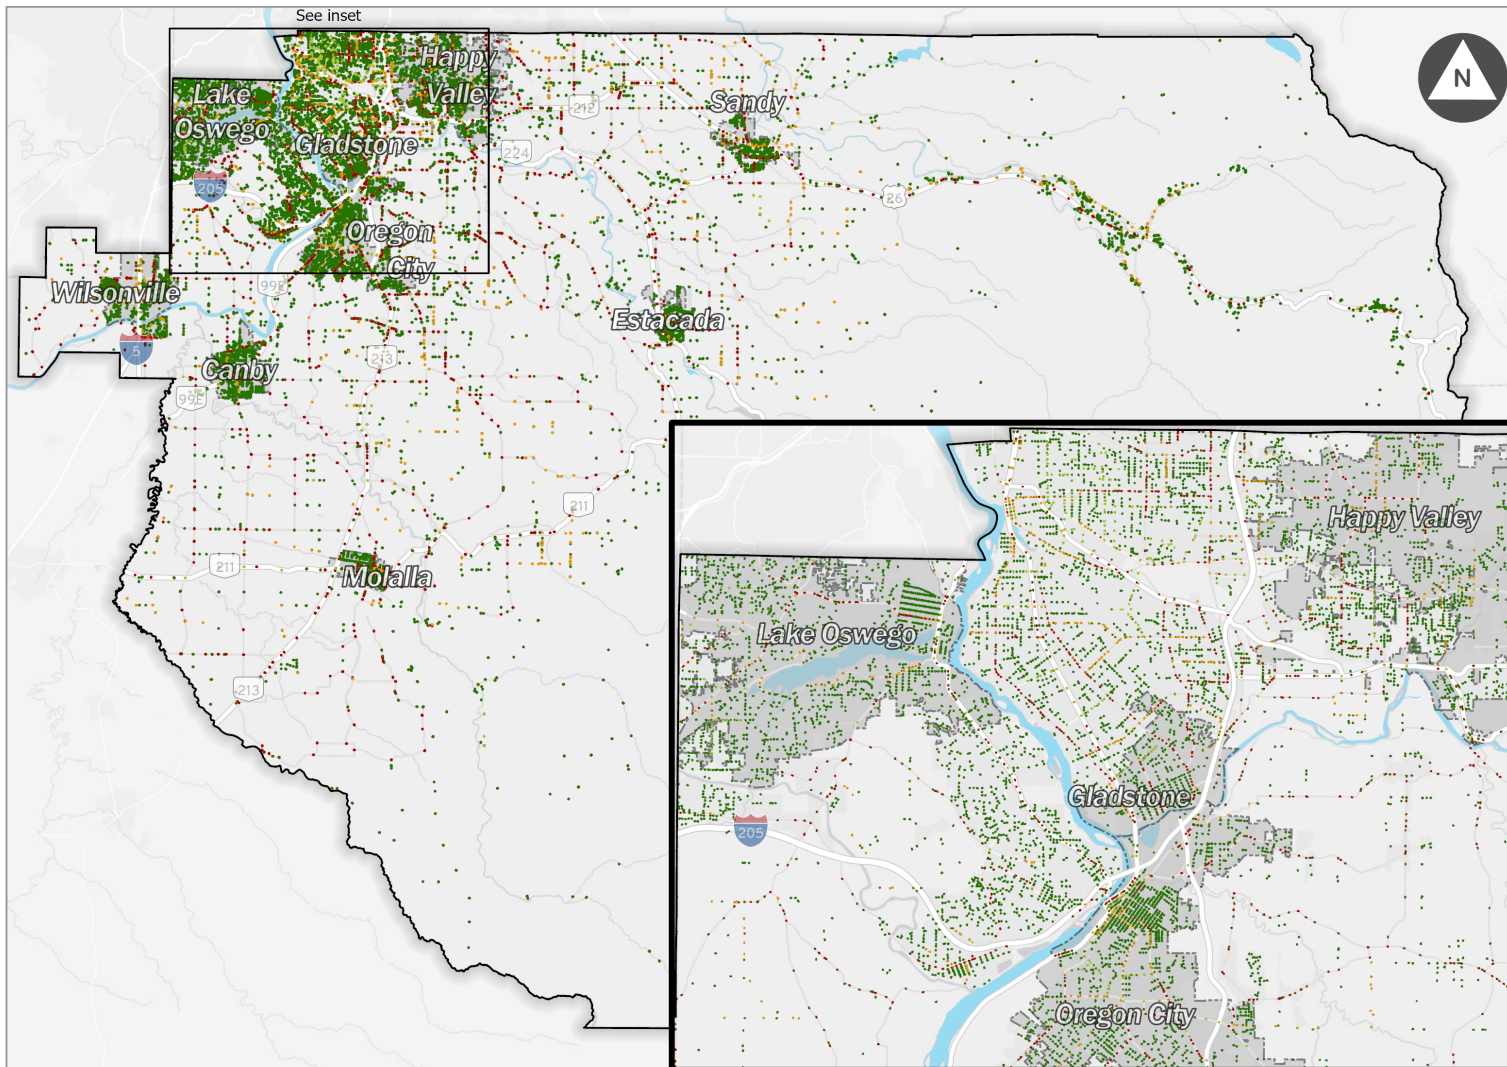 See inset
N
Happy
Valley
Lake
Oswego
Gladstone
Sandy
212
224
205
26
Oregon
City
99E
Wilsonville
5
Canby
99E
213
Estacada
211
211
Molalla
213
Happy Valley
Lake Oswego
Gladstone
205
Oregon City